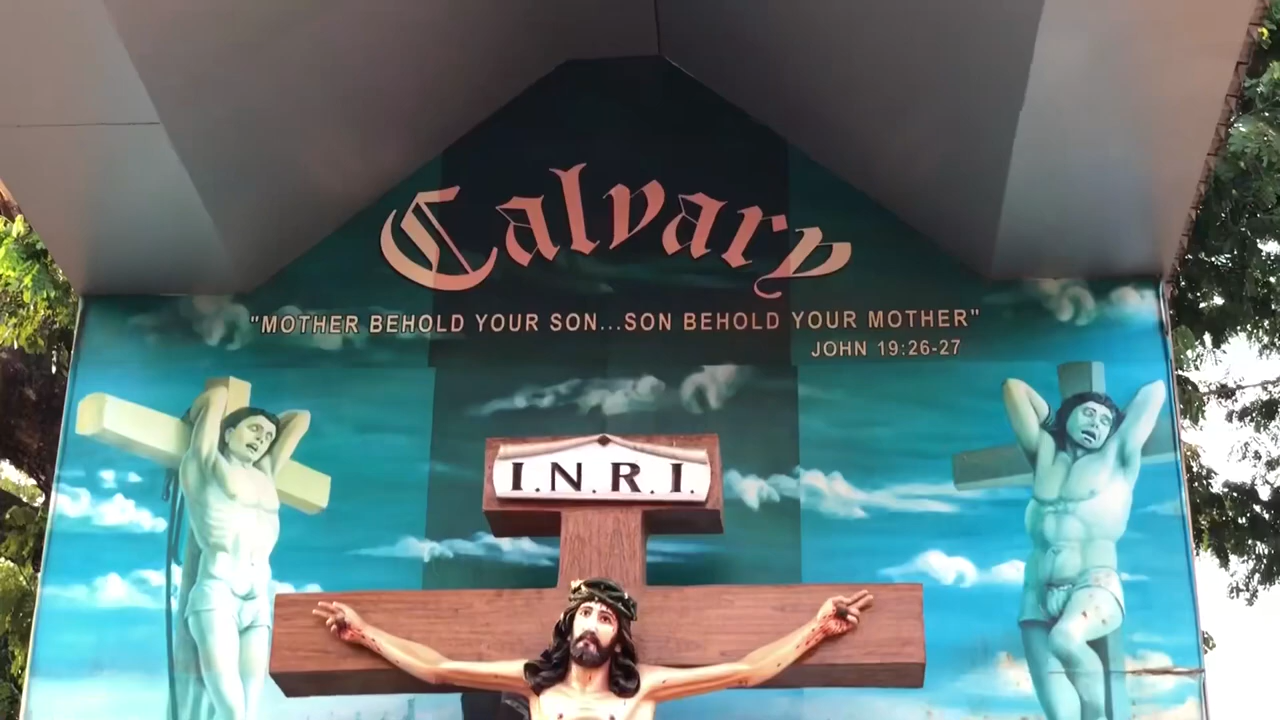 Calvary
"MOTHER BEHOLD YOUR SON...SON BEHOLD YOUR MOTHER"
JOHN 19:26-27
I.N.R.I.